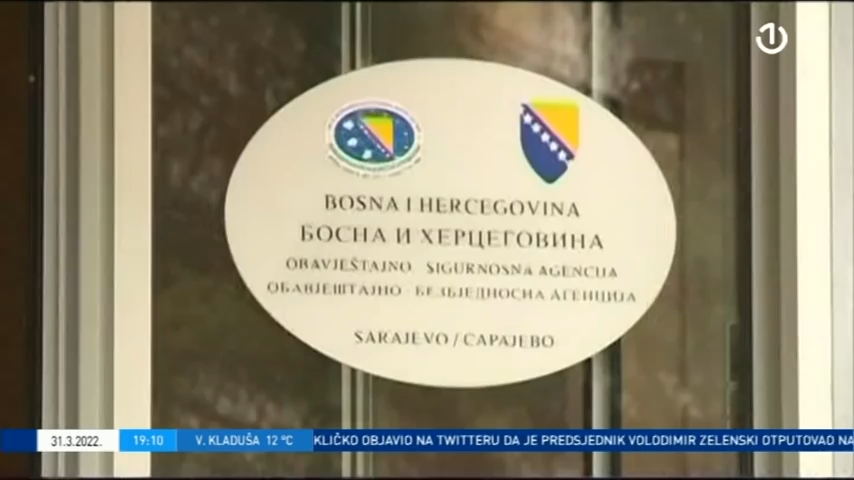 BOSNA I HERCEGOVINA
БОСНА И ХЕРЦЕГОВИНА
OBAVJEŠTAJNO SIGURNOSNA AGENCIJA
ОБАВЈЕШТАЈНО - БЕЗБЈЕДНОСНА АГЕНЦИЈА
SARAJEVO / САРАЈЕВО
31.3.2022. 19:10 V. KLADUŠA 12 °C KLIČKO OBJAVIO NA TWITTERU DA JE PREDSJEDNIK VOLODIMIR ZELENSKI OTPUTOVAO NA